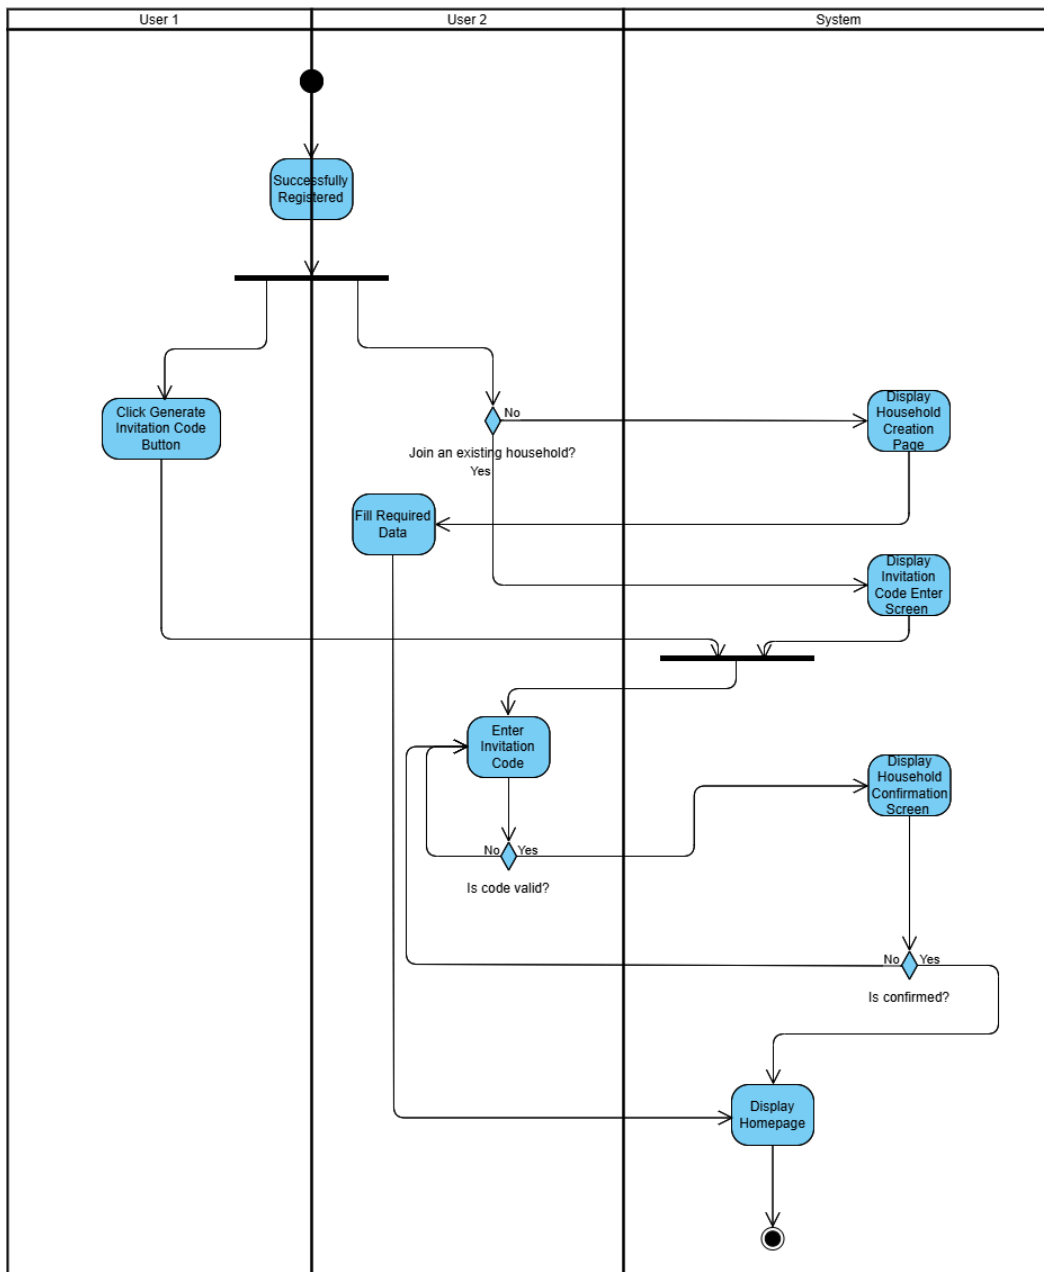 User 1
User 2
System
Successfully
Registered
Click Generate
Invitation Code
Button
No
Join an existing household?
Yes
Display
Household
Creation
Page
Fill Required
Data
Display
Invitation
Code Enter
Screen
Enter
Invitation
Code
No
Yes
Is code valid?
Display
Household
Confirmation
Screen
No
Yes
Is confirmed?
Display
Homepage